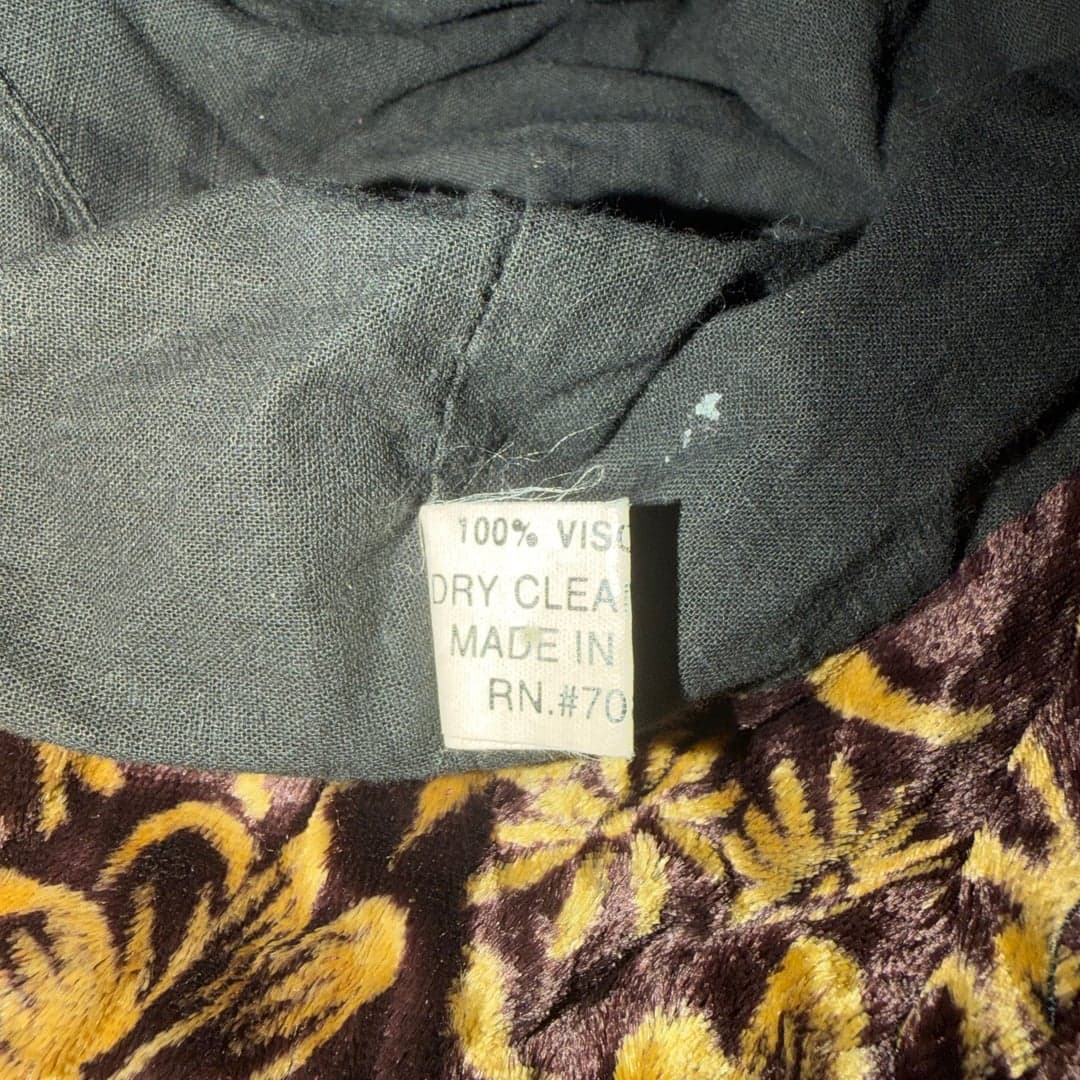 100% VISC
DRY CLEA
MADE IN
RN.#70